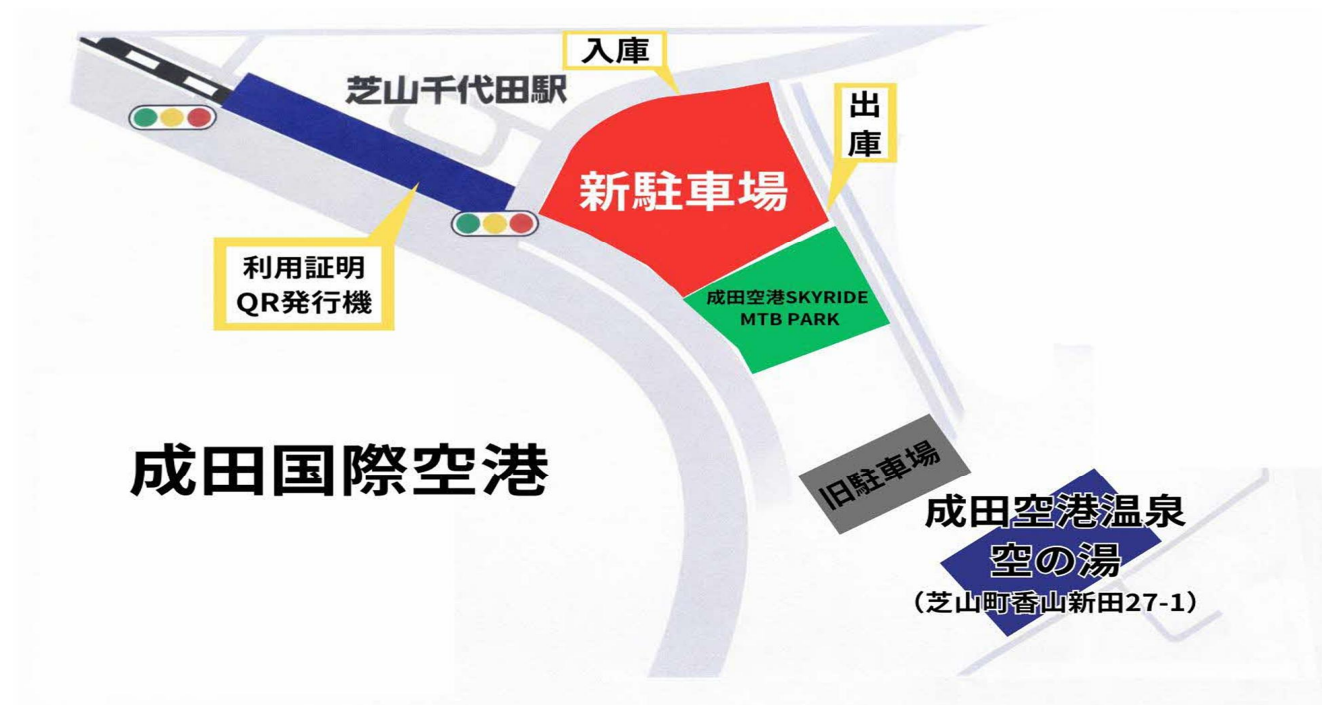 入庫
芝山千代田駅
出
庫
新駐車場
利用証明
QR発行機
成田空港SKYRIDE
MTB PARK
成田国際空港
旧駐車場
成田空港温泉
空の湯
（芝山町香山新田27-1）